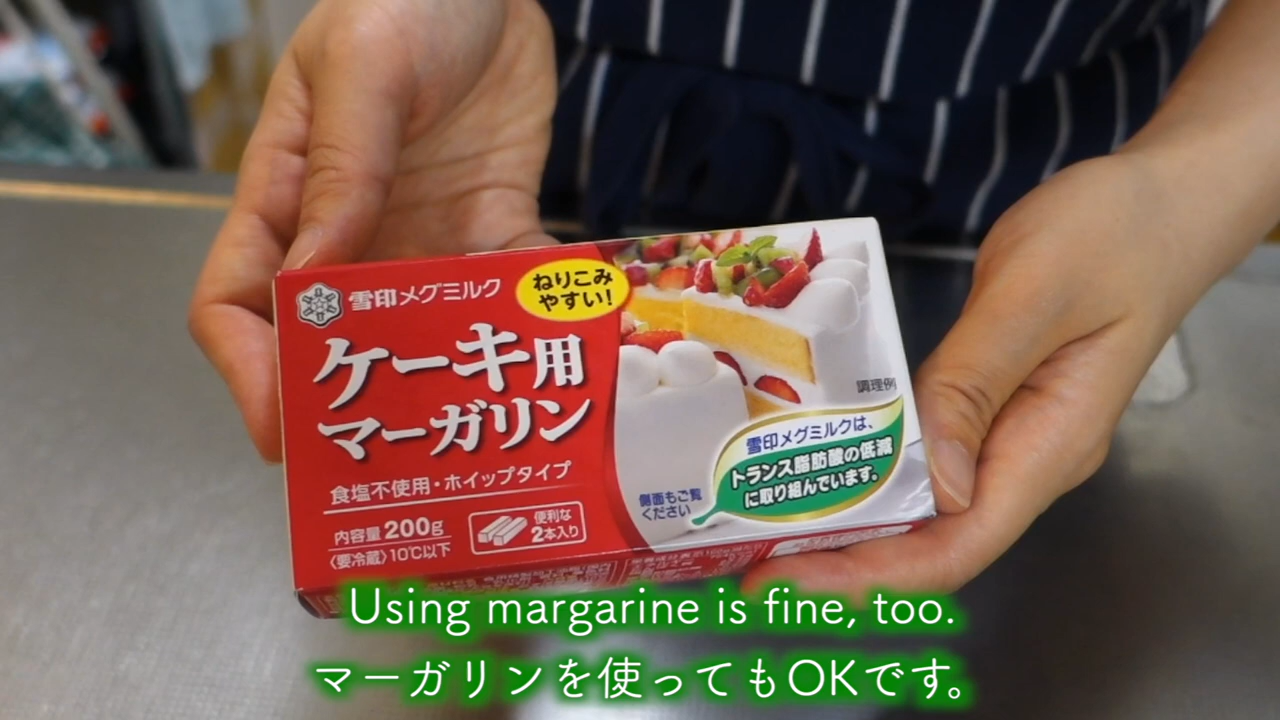 雪印メグミルク
ねりこみ
やすい!
ケーキ用
マーガリン
食塩不使用・ホイップタイプ
内容量200g
〈要冷蔵〉10℃以下
便利な
2本入り
調理例
雪印メグミルクは、
トランス脂肪酸の低減
に取り組んでいます。
側面もご覧
ください
Using margarine is fine, too.
マーガリンを使ってもOKです。